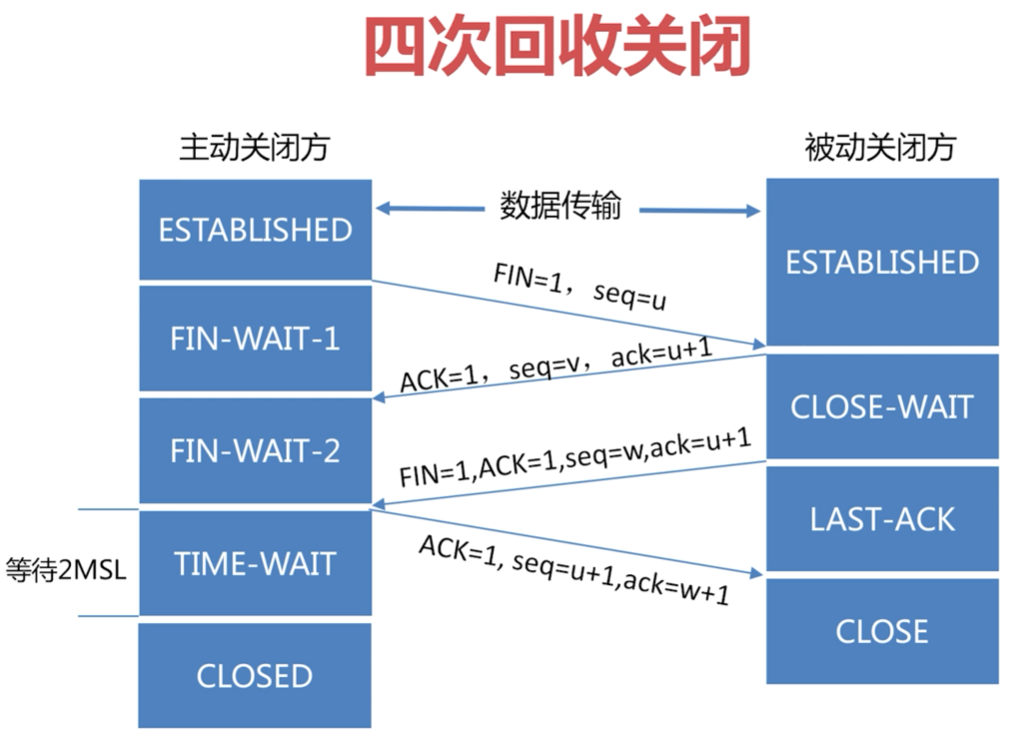 四次回收关闭
主动关闭方
被动关闭方
ESTABLISHED
数据传输
ESTABLISHED
FIN=1，seq=u
FIN-WAIT-1
ACK=1，seq=v，ack=u+1
CLOSE-WAIT
FIN-WAIT-2
FIN=1,ACK=1,seq=w,ack=u+1
LAST-ACK
等待2MSL
TIME-WAIT
ACK=1, seq=u+1,ack=w+1
CLOSE
CLOSED